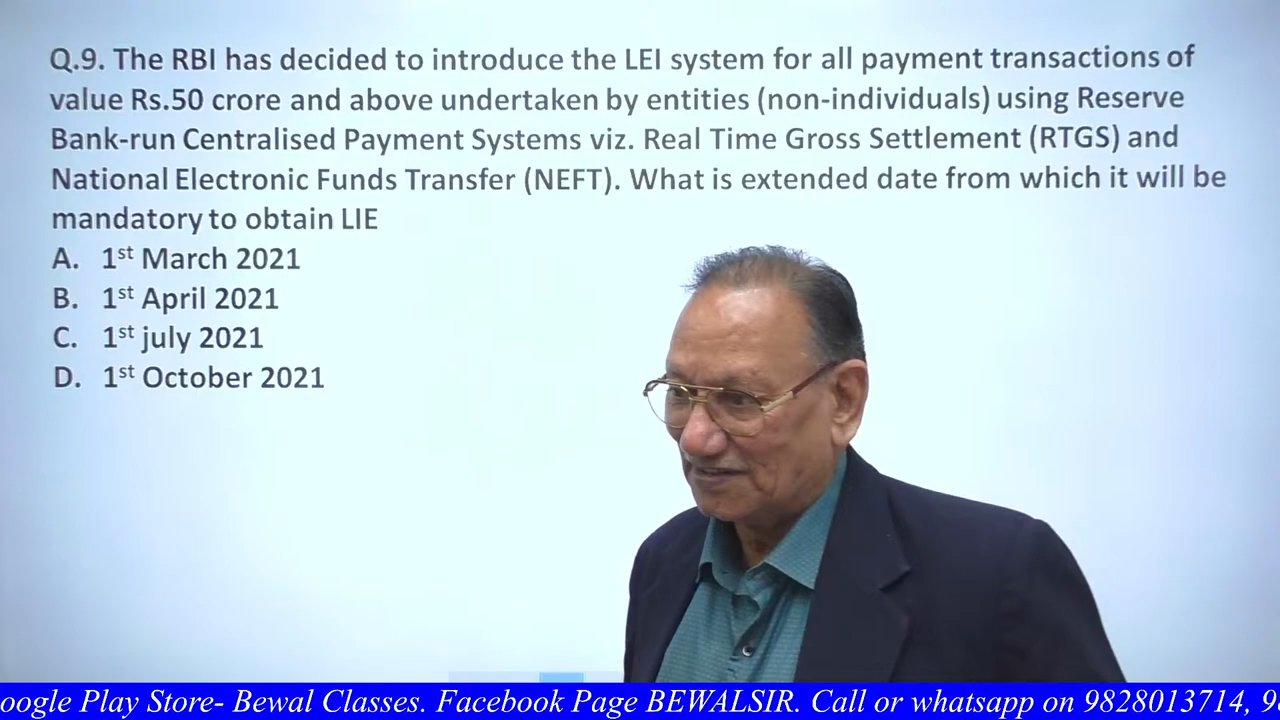 Q.9. The RBI has decided to introduce the LEI system for all payment transactions of
value Rs.50 crore and above undertaken by entities (non-individuals) using Reserve
Bank-run Centralised Payment Systems viz. Real Time Gross Settlement (RTGS) and
National Electronic Funds Transfer (NEFT). What is extended date from which it will be
mandatory to obtain LIE
A. 1st March 2021
B. 1st April 2021
C. 1st july 2021
D. 1st October 2021
oogle Play Store- Bewal Classes. Facebook Page BEWALSIR. Call or whatsapp on 9828013714, 9